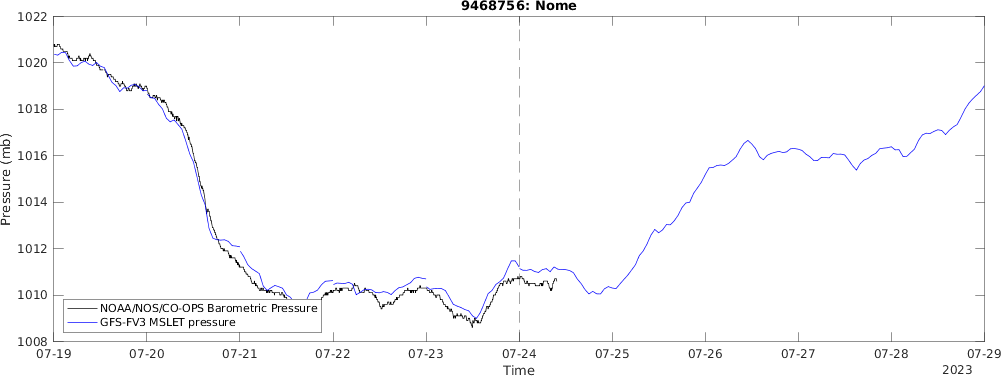 9468756: Nome
1022
1020
1018
1016
1014
1012
1010
1008
Pressure (mb)
NOAA/NOS/CO-OPS Barometric Pressure
GFS-FV3 MSLET pressure
07-19 07-20 07-21 07-22 07-23 07-24 07-25 07-26 07-27 07-28 07-29
Time
2023